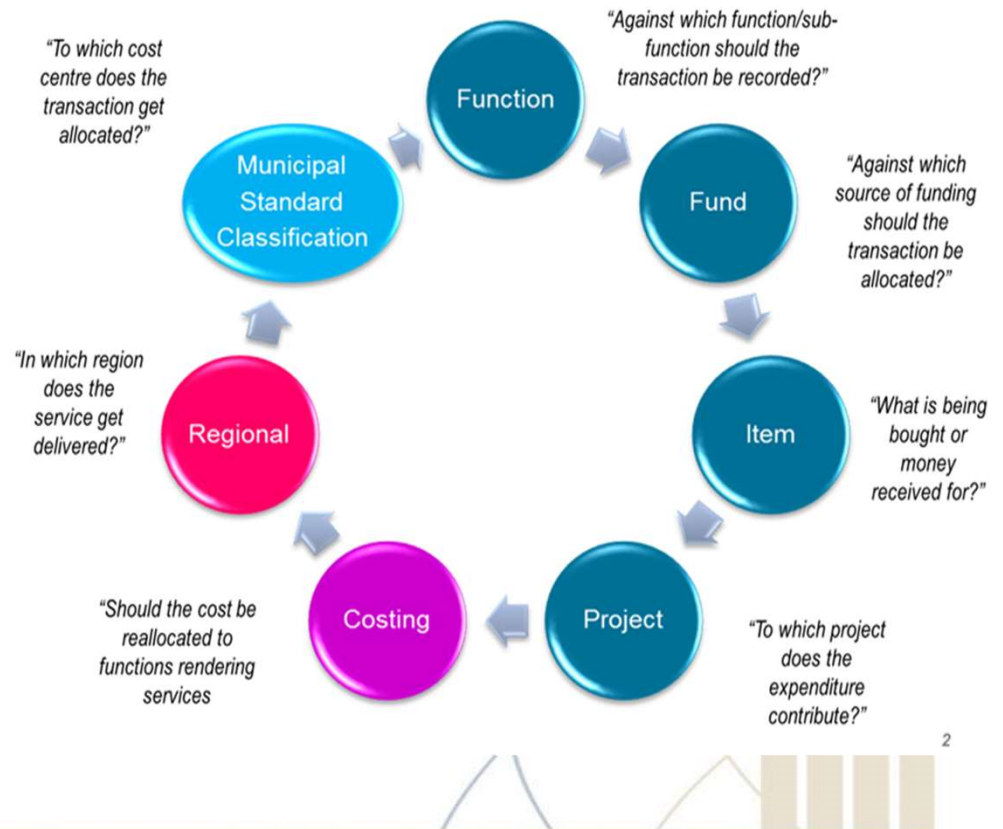 “To which cost
centre does the
transaction get
allocated?”
Function
“Against which function/sub-
function should the
transaction be recorded?”
Municipal
Standard
Classification
Fund
“Against which
source of funding
should the
transaction be
allocated?”
“In which region
does the
service get
delivered?”
Regional
Item
“What is being
bought or
money
received for?”
“Should the cost be
reallocated to
functions rendering
services
Costing
Project
“To which project
does the
expenditure
contribute?”
2